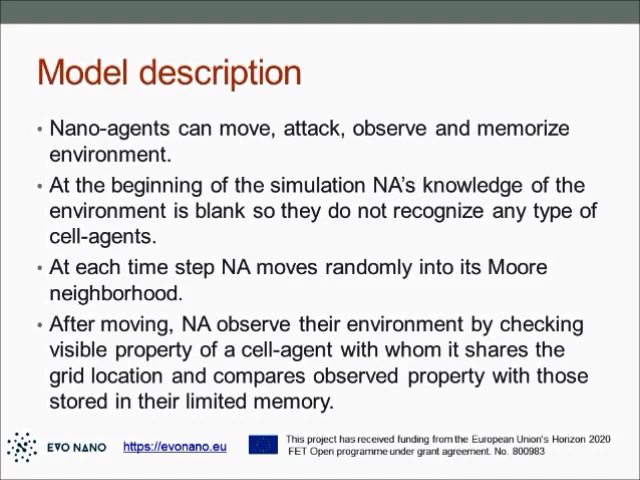 Model description
• Nano-agents can move, attack, observe and memorize
environment.
• At the beginning of the simulation NA's knowledge of the
environment is blank so they do not recognize any type of
cell-agents.
• At each time step NA moves randomly into its Moore
neighborhood.
• After moving, NA observe their environment by checking
visible property of a cell-agent with whom it shares the
grid location and compares observed property with those
stored in their limited memory.
EVO NANO
https://evonano.eu
This project has received funding from the European Union's Horizon 2020
FET Open programme under grant agreement. No. 800983